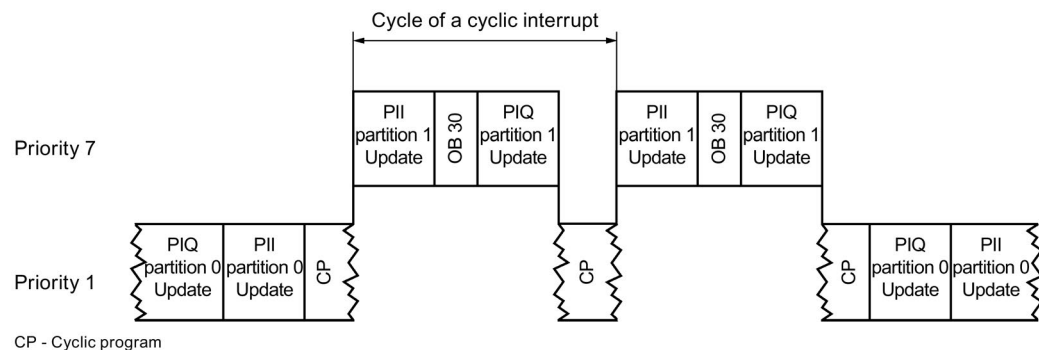 Cycle of a cyclic interrupt
Priority 7
PII
partition 1
Update
OB 30
PIQ
partition 1
Update
PII
partition 1
Update
OB 30
PIQ
partition 1
Update
Priority 1
PIQ
partition 0
Update
PII
partition 0
Update
CP
CP
CP
PIQ
partition 0
Update
PII
partition 0
Update
CP - Cyclic program